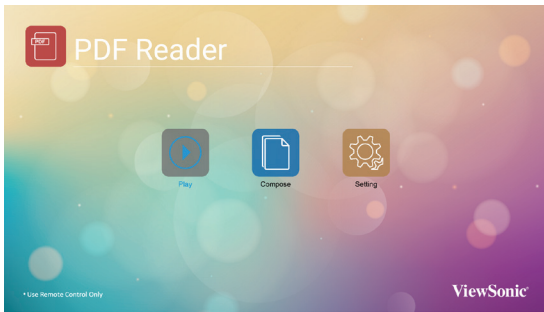 PDF
PDF Reader
Play
Compose
Setting
* Use Remote Control Only
ViewSonic®